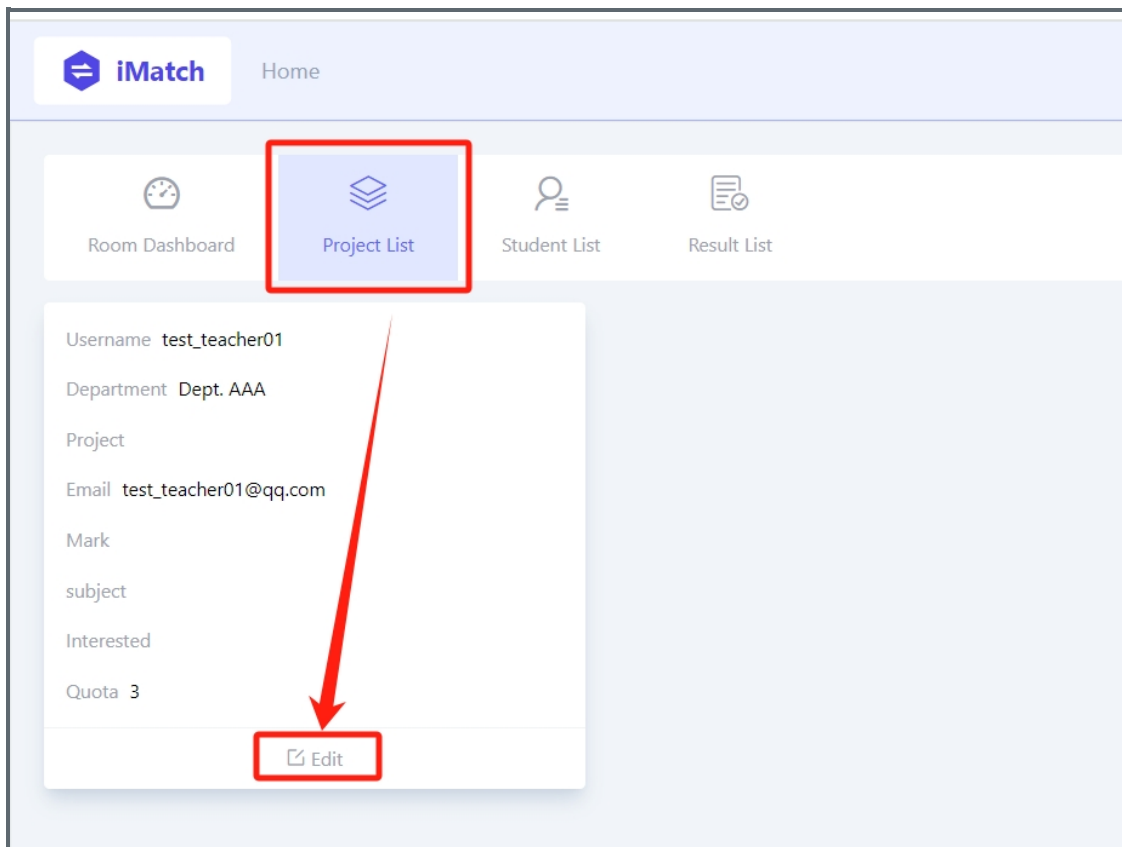 iMatch Home
Room Dashboard Project List Student List Result List
Username test_teacher01
Department Dept. AAA
Project
Email test_teacher01@qq.com
Mark
subject
Interested
Quota 3
Edit